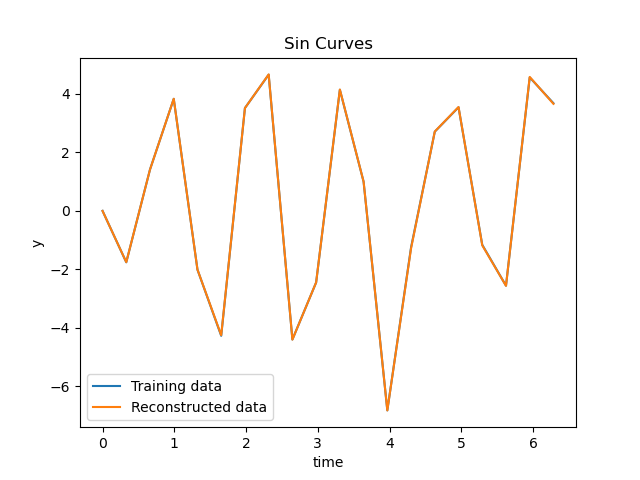 Sin Curves
4
2
0
−2
−4
−6
y
Training data
Reconstructed data
0 1 2 3 4 5 6
time